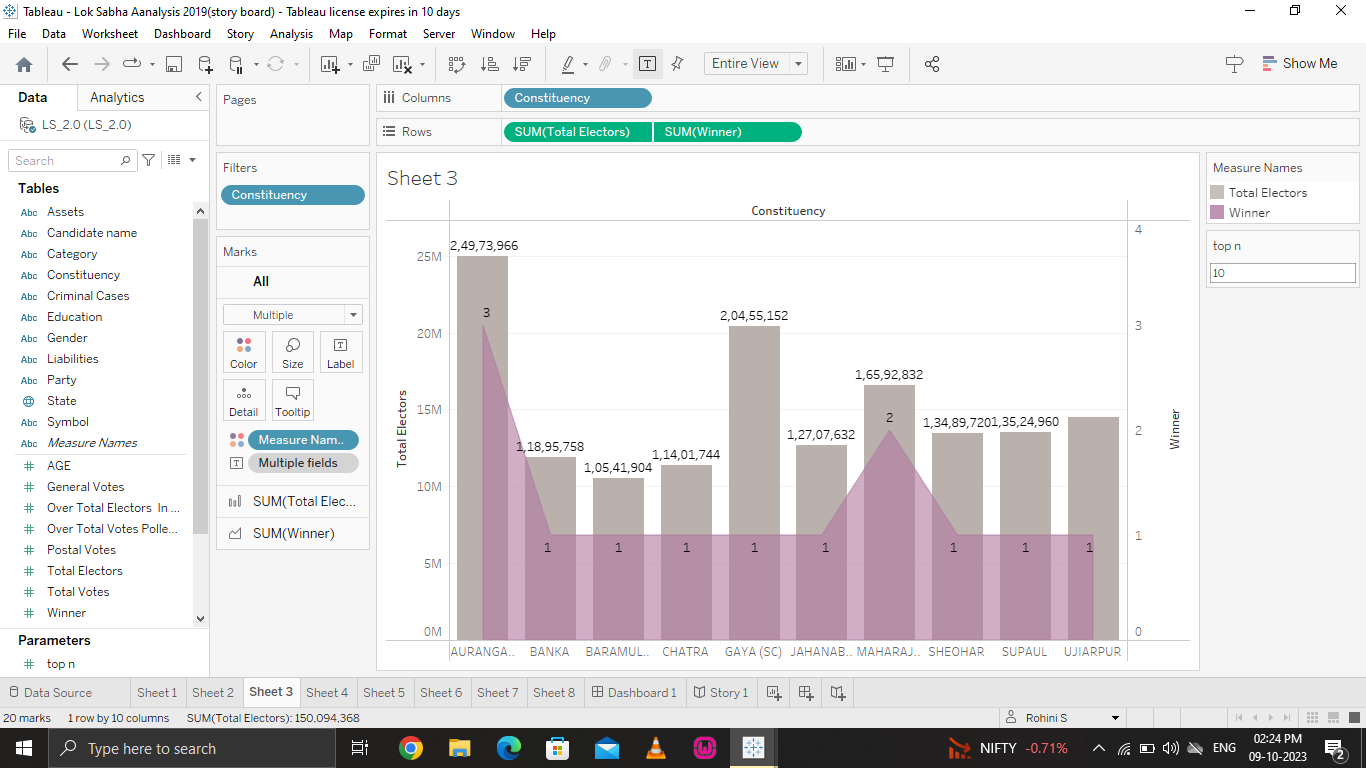 Tableau - Lok Sabha Aanalysis 2019(story board) - Tableau license expires in 10 days
File Data Worksheet Dashboard Story Analysis Map Format Server Window Help
Entire View
Show Me
Data Analytics
LS_2.0 (LS_2.0)
Search
Tables
Abc Assets
Abc Candidate name
Abc Category
Abc Constituency
Abc Criminal Cases
Abc Education
Abc Gender
Abc Liabilities
Abc Party
State
Abc Symbol
Abc Measure Names
# AGE
# General Votes
# Over Total Electors In ...
# Over Total Votes Polle...
# Postal Votes
# Total Electors
# Total Votes
# Winner
Parameters
# top n
Pages
Filters
Constituency
Marks
All
Multiple
Color Size Label
Detail Tooltip
Measure Nam..
Multiple fields
SUM(Total Elec...
SUM(Winner)
Columns Constituency
Rows SUM(Total Electors) SUM(Winner)
Sheet 3
Constituency
Total Electors
25M
20M
15M
10M
5M
0M
2,49,73,966
1,18,95,758
1,05,41,904
1,14,01,744
2,04,55,152
1,27,07,632
1,65,92,832
1,34,89,720
1,35,24,960
3 1 1 1 1 1 2 1 1 1
4
3
2
1
0
Winner
AURANGA.. BANKA BARAMUL.. CHATRA GAYA (SC) JAHANAB.. MAHARAJ.. SHEOHAR SUPAUL UJIARPUR
Measure Names
Total Electors
Winner
top n
10
Data Source Sheet 1 Sheet 2 Sheet 3 Sheet 4 Sheet 5 Sheet 6 Sheet 7 Sheet 8 Dashboard 1 Story 1
20 marks 1 row by 10 columns SUM(Total Electors): 150,094,368 Rohini S
Type here to search
NIFTY -0.71% ENG
02:24 PM
09-10-2023
2